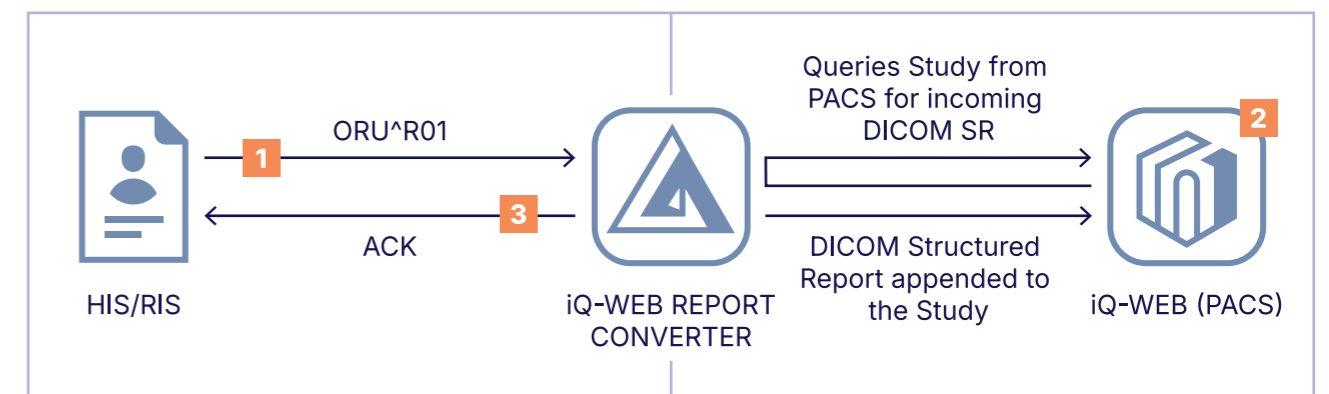 ORU^R01
1
3
ACK
HIS/RIS
iQ-WEB REPORT
CONVERTER
Queries Study from
PACS for incoming
DICOM SR
DICOM Structured
Report appended to
the Study
2
iQ-WEB (PACS)